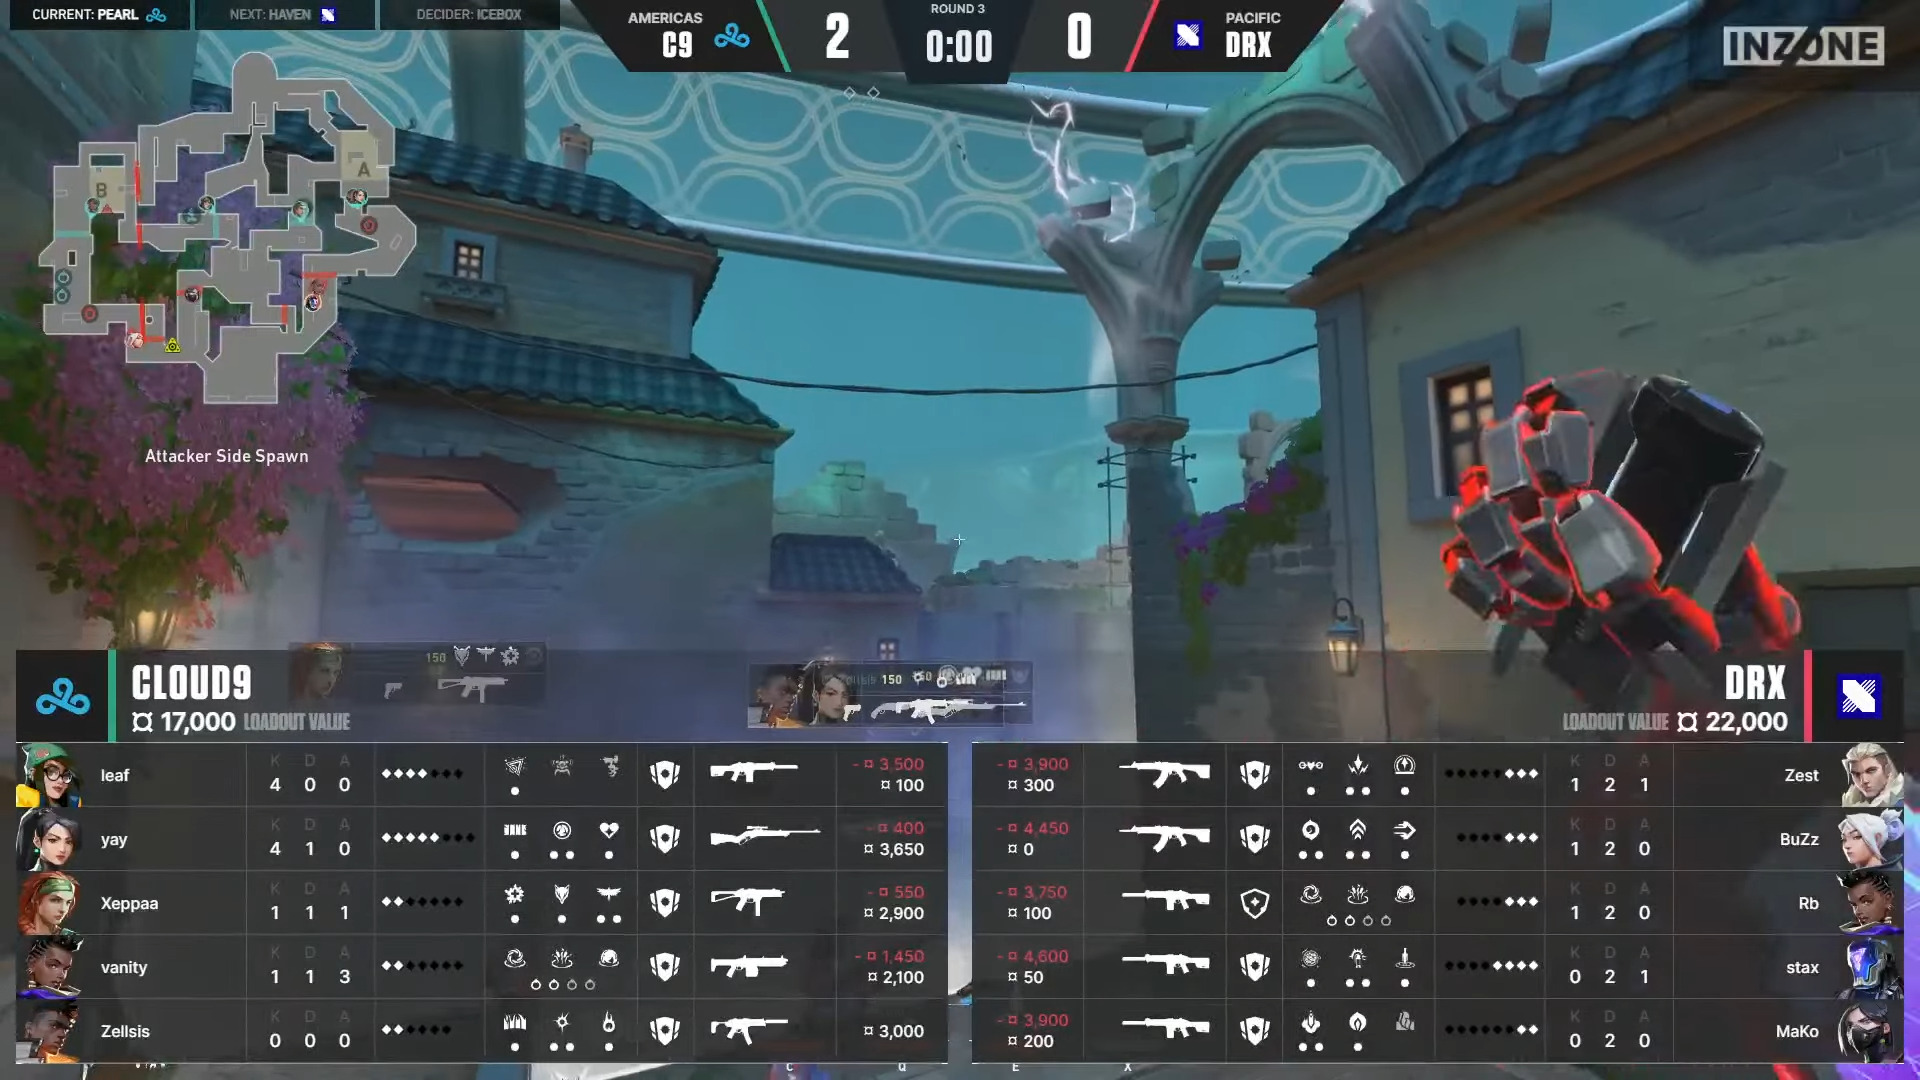 CURRENT: PEARL
NEXT: HAVEN
DECIDER: ICEBOX
AMERICAS
C9
2
ROUND 3
0:00
0
PACIFIC
DRX
INZONE
B
A
Attacker Side Spawn
150
150
CLOUD9
17,000 LOADOUT VALUE
DRX
LOADOUT VALUE 22,000
leaf
K D A
4 0 0
- 3,500
100
yay
K D A
4 1 0
- 400
3,650
Xeppaa
K D A
1 1 1
- 550
2,900
vanity
K D A
1 1 3
- 1,450
2,100
Zellsis
K D A
0 0 0
3,000
- 3,900
300
K D A
1 2 1
Zest
- 4,450
0
K D A
1 2 0
BuZz
- 3,750
100
K D A
1 2 0
Rb
- 4,600
50
K D A
0 2 1
stax
- 3,900
200
K D A
0 2 0
MaKo
C Q E X